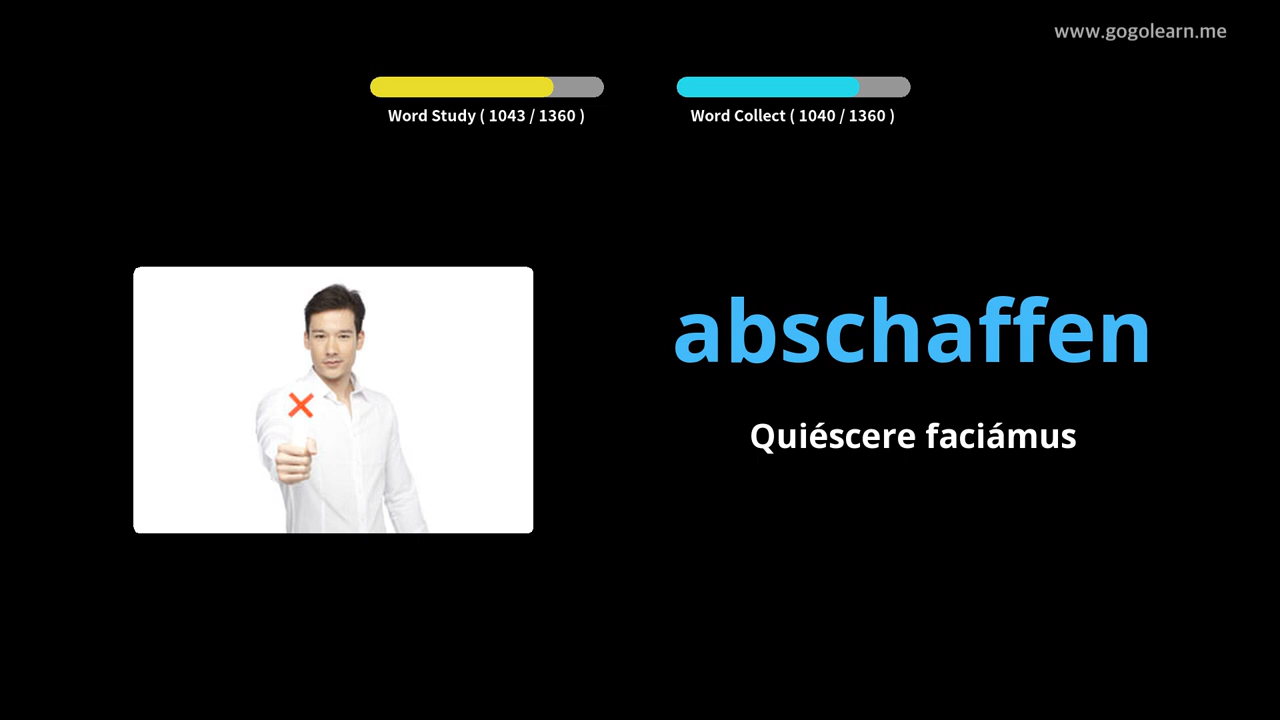 www.gogolearn.me
Word Study ( 1043 / 1360 )
Word Collect ( 1040 / 1360 )
abschaffen
Quiéscere faciámus